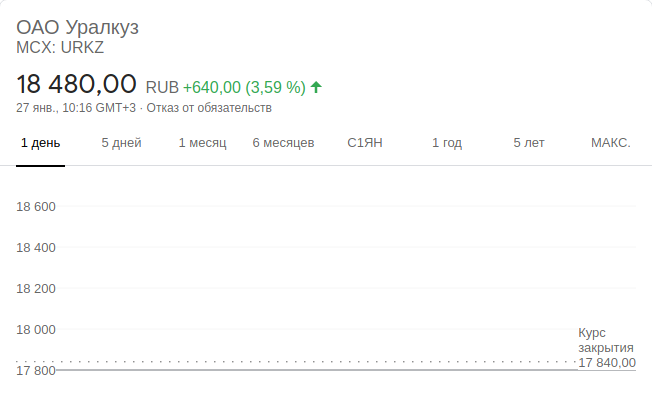 ОАО Уралкуз
MCX: URKZ
18 480,00 RUB +640,00 (3,59 %)
27 янв., 10:16 GMT+3 · Отказ от обязательств
1 день 5 дней 1 месяц 6 месяцев С1ЯН 1 год 5 лет МАКС.
18 600
18 400
18 200
18 000
Курс
закрытия
17 840,00
17 800